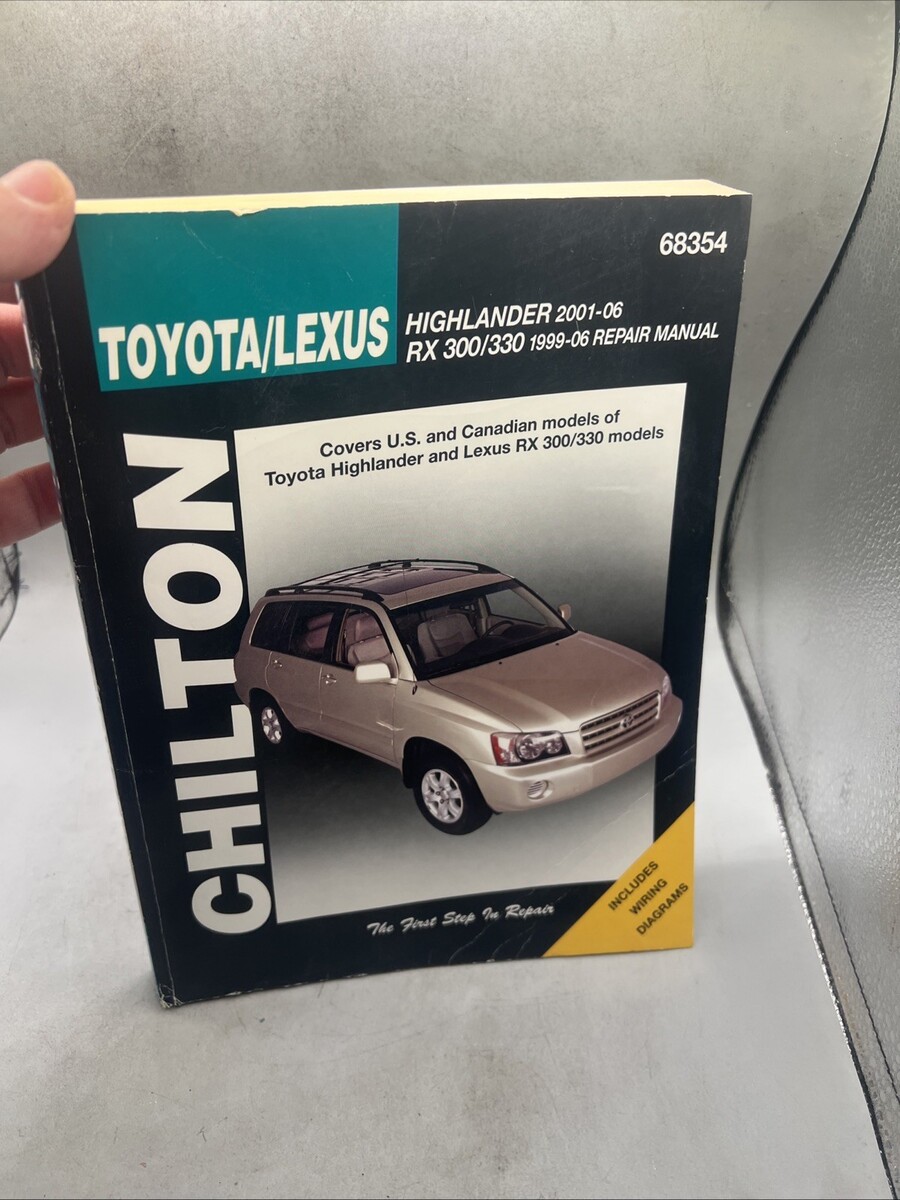 68354
TOYOTA/LEXUS
HIGHLANDER 2001-06
RX 300/330 1999-06 REPAIR MANUAL
Covers U.S. and Canadian models of
Toyota Highlander and Lexus RX 300/330 models
CHILTON
The First Step In Repair
INCLUDES
WIRING
DIAGRAMS